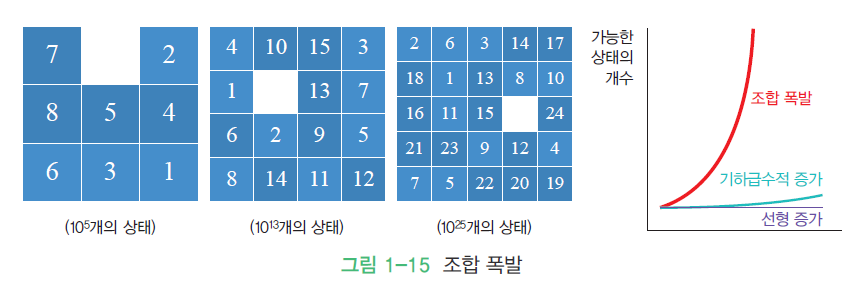 7 2
8 5 4
6 3 1
(10⁵개의 상태)
4 10 15 3
1 13 7
6 2 9 5
8 14 11 12
(10¹³개의 상태)
2 6 3 14 17
18 1 13 8 10
16 11 15 24
21 23 9 12 4
7 5 22 20 19
(10²⁵개의 상태)
가능한
상태의
개수
조합 폭발
기하급수적 증가
선형 증가
그림 1-15 조합 폭발